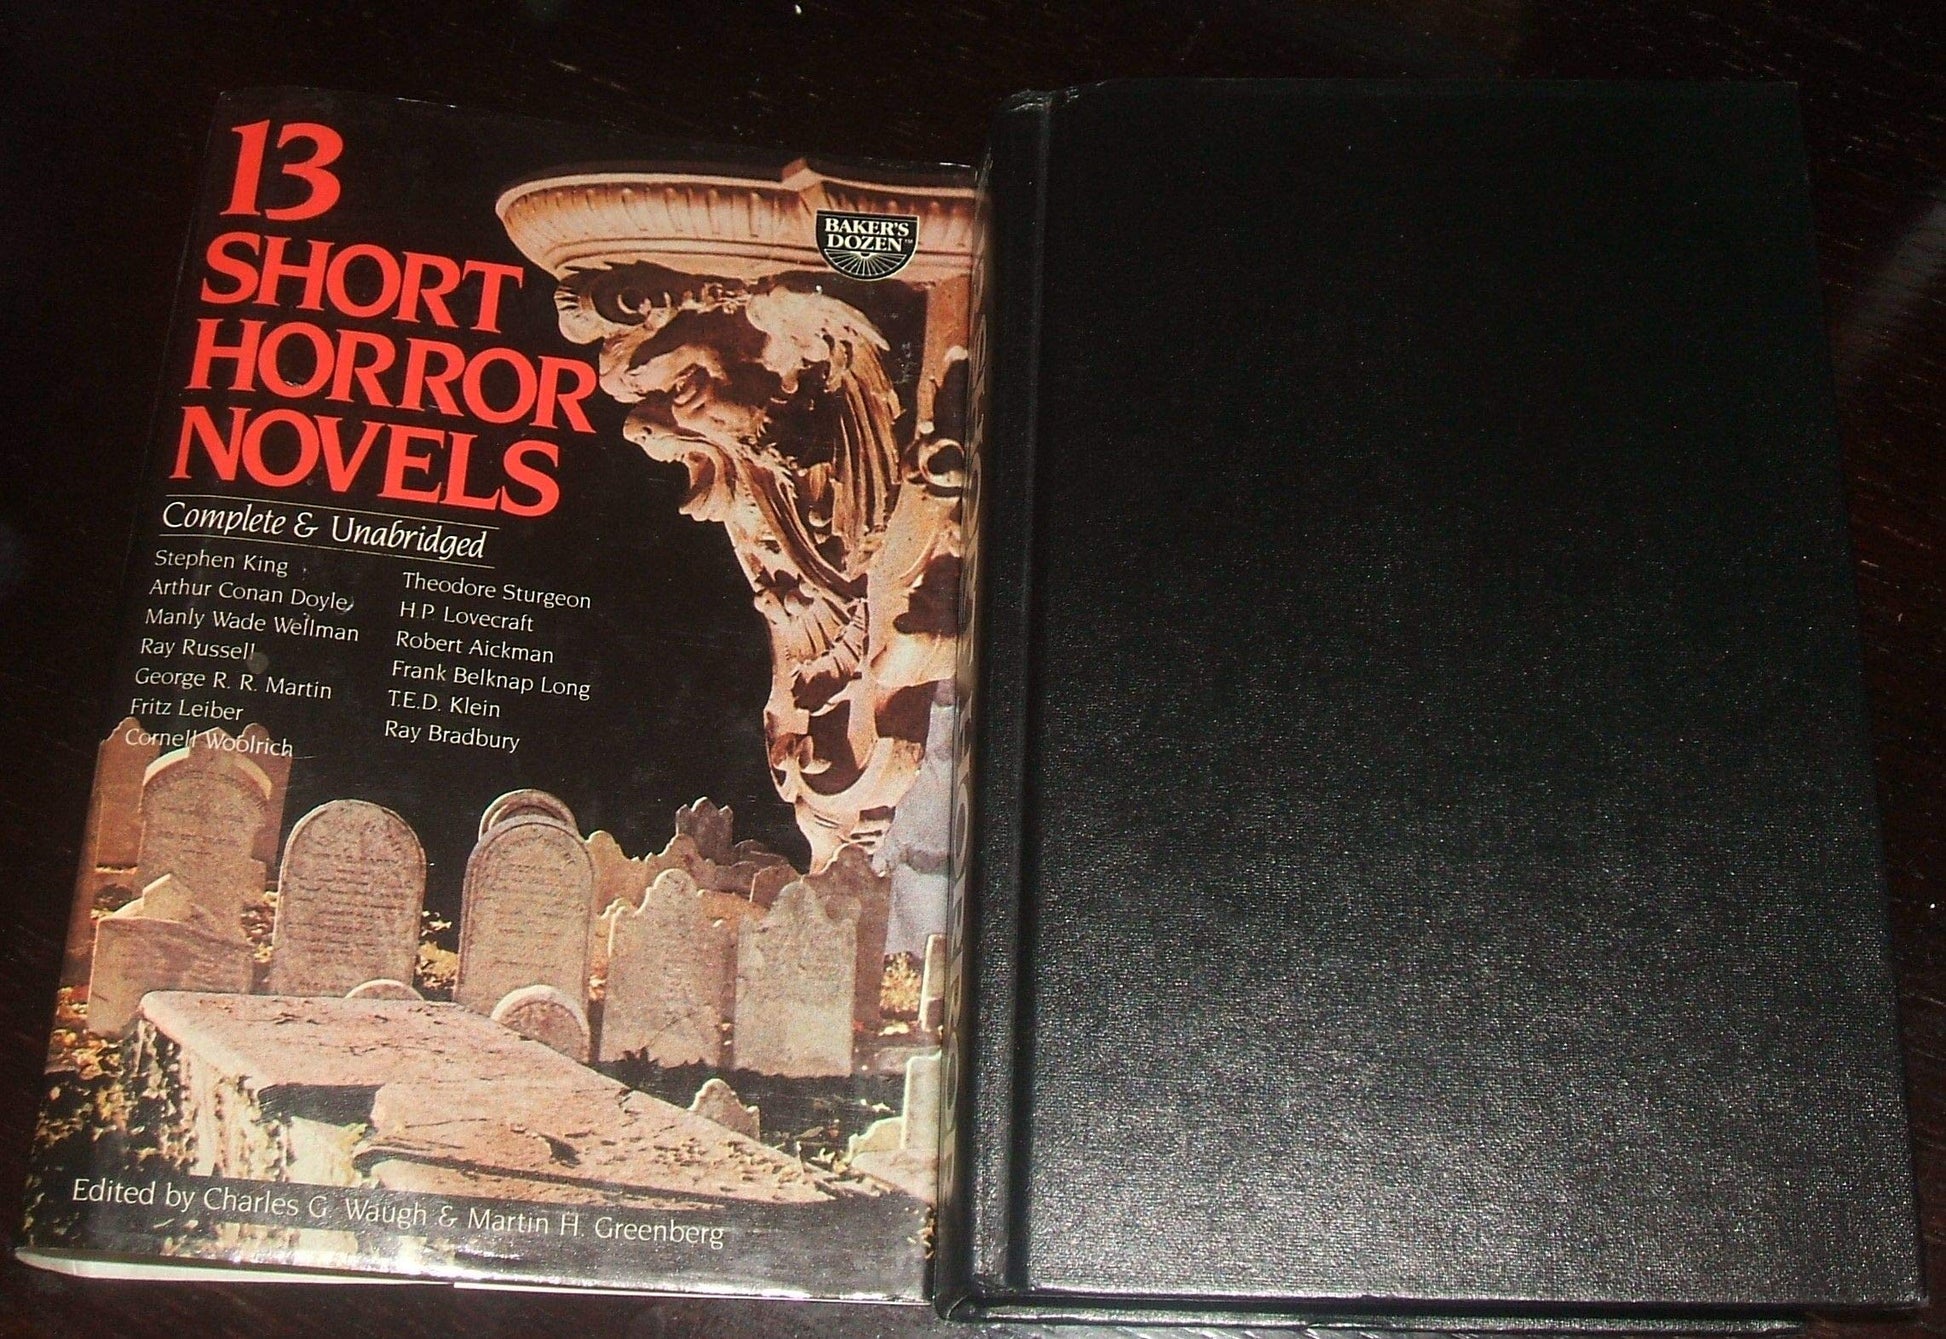 13
SHORT
HORROR
NOVELS
BAKER'S
DOZEN™
Complete & Unabridged
Stephen King
Arthur Conan Doyle
Manly Wade Wellman
Ray Russell
George R. R. Martin
Fritz Leiber
Cornell Woolrich
Theodore Sturgeon
H.P. Lovecraft
Robert Aickman
Frank Belknap Long
T.E.D. Klein
Ray Bradbury
Edited by Charles G. Waugh & Martin H. Greenberg